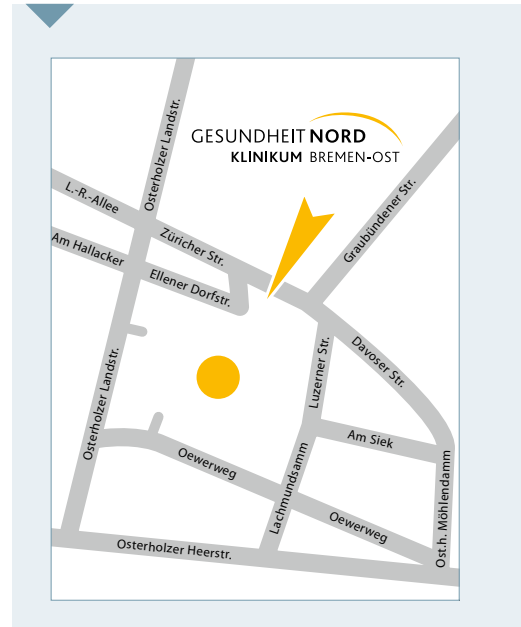 GESUNDHEIT NORD
KLINIKUM BREMEN-OST
Osterholzer Landstr.
L.-R.-Allee
Züricher Str.
Graubündener Str.
Am Hallacker
Ellener Dorfstr.
Osterholzer Landstr.
Luzerner Str.
Davoser Str.
Am Siek
Oewerweg
Lachmundsamm
Oewerweg
Ost.h. Möhlendamm
Osterholzer Heerstr.